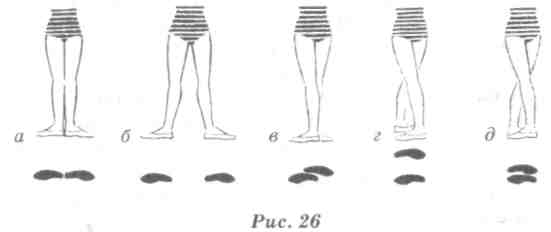 а б в г д
Рис. 26